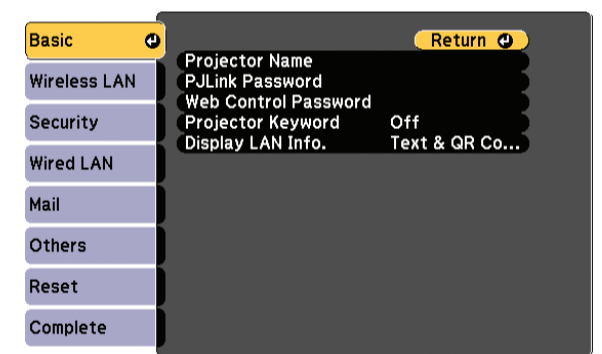 Basic
Return
Projector Name
PJLink Password
Web Control Password
Projector Keyword Off
Display LAN Info. Text & QR Co...
Wireless LAN
Security
Wired LAN
Mail
Others
Reset
Complete